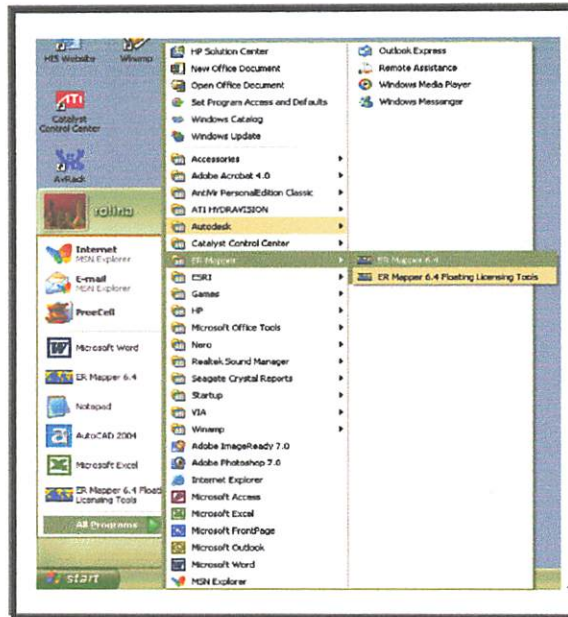 HIS Website
Winamp
ATI
Catalyst
Control Center
AvRack
rolina
Internet
MSN Explorer
E-mail
MSN Explorer
FreeCell
Microsoft Word
ER Mapper 6.4
Notepad
AutoCAD 2004
Microsoft Excel
ER Mapper 6.4 Floati
Licensing Tools
All Programs
start
HP Solution Center
New Office Document
Open Office Document
Set Program Access and Defaults
Windows Catalog
Windows Update
Accessories
Adobe Acrobat 4.0
AntiVir PersonalEdition Classic
ATI HYDRAVISION
Autodesk
Catalyst Control Center
ER Mapper
ESRI
Games
HP
Microsoft Office Tools
Nero
Realtek Sound Manager
Seagate Crystal Reports
Startup
VIA
Winamp
Adobe ImageReady 7.0
Adobe Photoshop 7.0
Internet Explorer
Microsoft Access
Microsoft Excel
Microsoft FrontPage
Microsoft Outlook
Microsoft Word
MSN Explorer
Outlook Express
Remote Assistance
Windows Media Player
Windows Messenger
ER Mapper 6.4
ER Mapper 6.4 Floating Licensing Tools